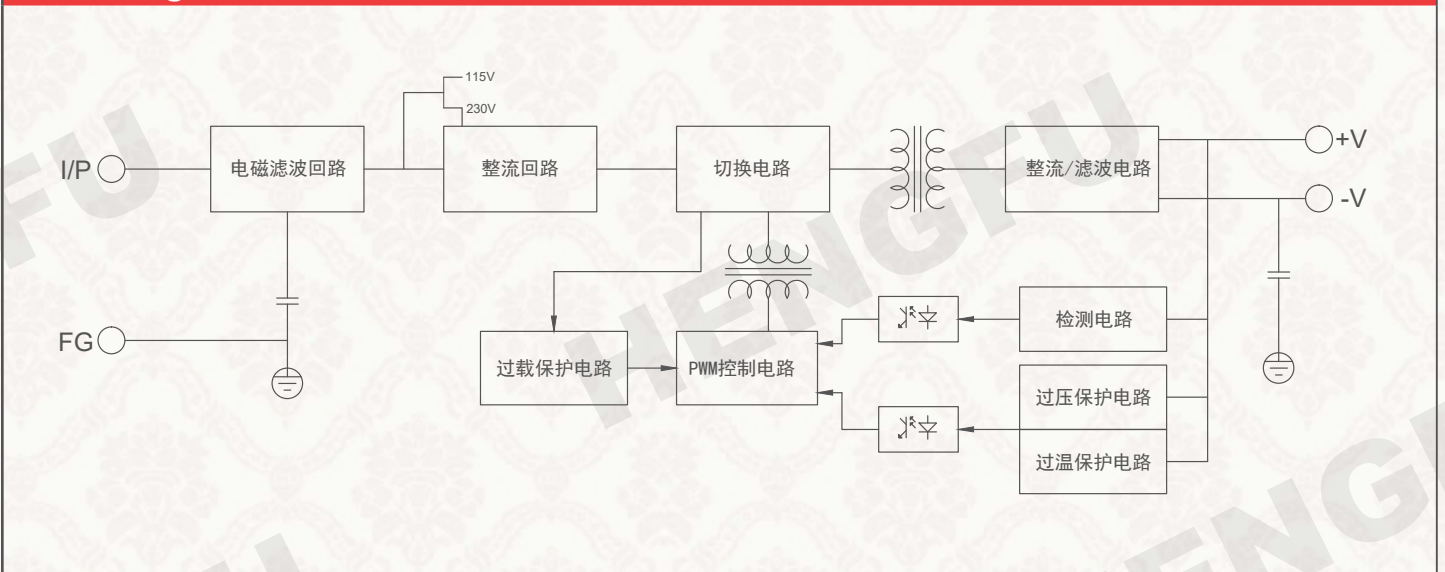 115V
230V
I/P
电磁滤波回路
整流回路
切换电路
整流/滤波电路
+V
-V
FG
过载保护电路
PWM控制电路
检测电路
过压保护电路
过温保护电路
HENGFU